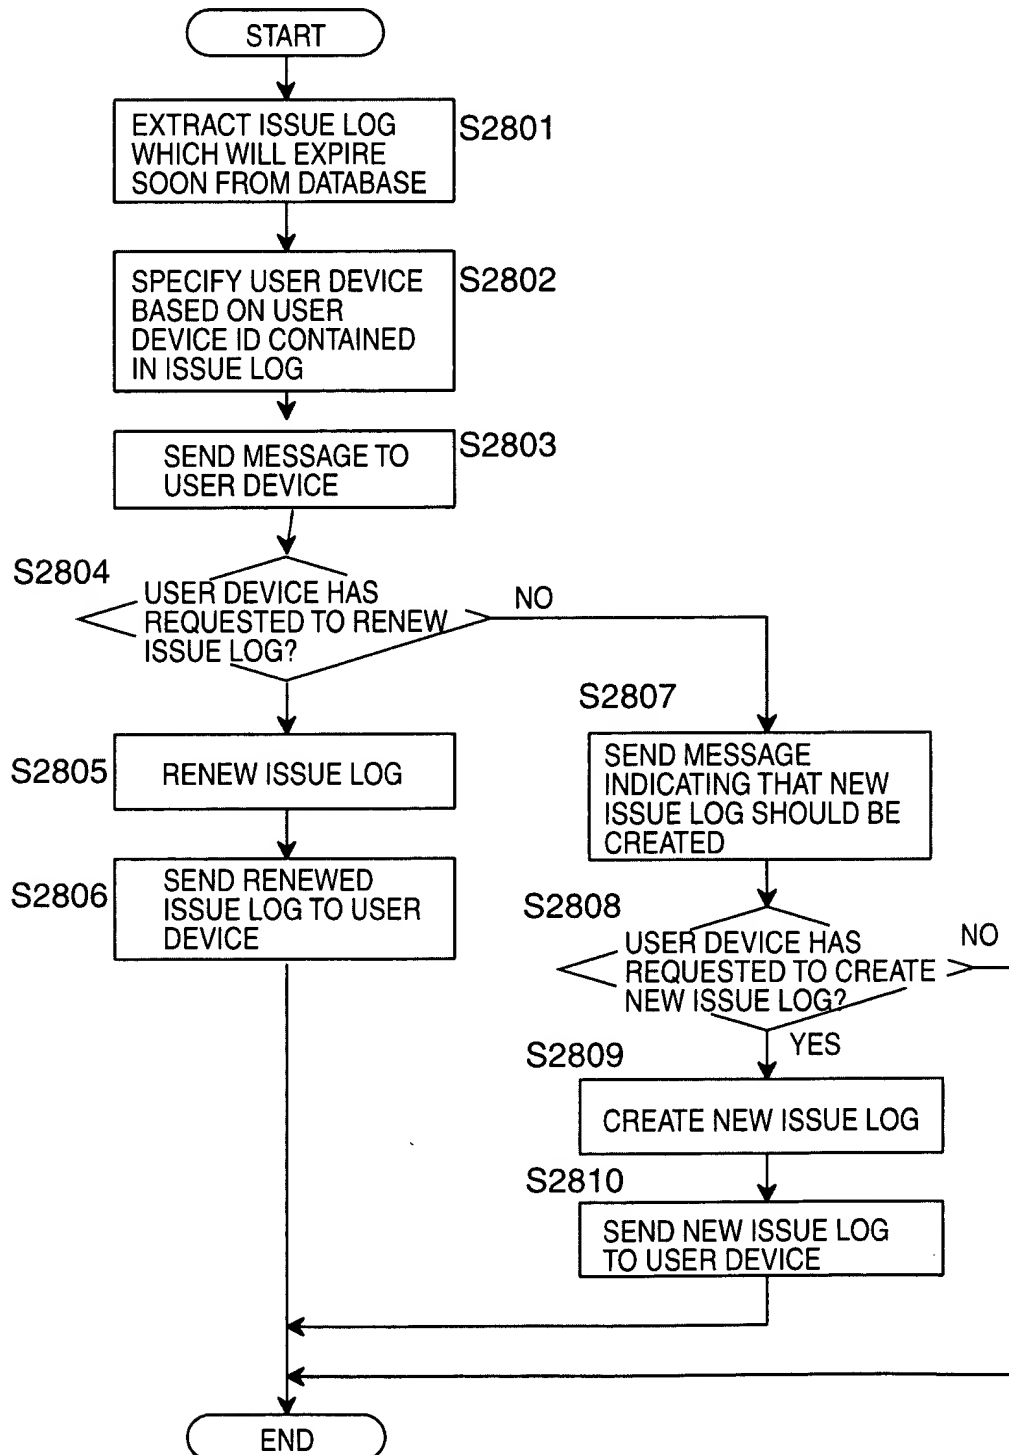 START
EXTRACT ISSUE LOG
WHICH WILL EXPIRE
SOON FROM DATABASE
S2801
SPECIFY USER DEVICE
BASED ON USER
DEVICE ID CONTAINED
IN ISSUE LOG
S2802
SEND MESSAGE TO
USER DEVICE
S2803
S2804
USER DEVICE HAS
REQUESTED TO RENEW
ISSUE LOG?
NO
S2805
RENEW ISSUE LOG
S2806
SEND RENEWED
ISSUE LOG TO USER
DEVICE
S2807
SEND MESSAGE
INDICATING THAT NEW
ISSUE LOG SHOULD BE
CREATED
S2808
USER DEVICE HAS
REQUESTED TO CREATE
NEW ISSUE LOG?
NO
YES
S2809
CREATE NEW ISSUE LOG
S2810
SEND NEW ISSUE LOG
TO USER DEVICE
END